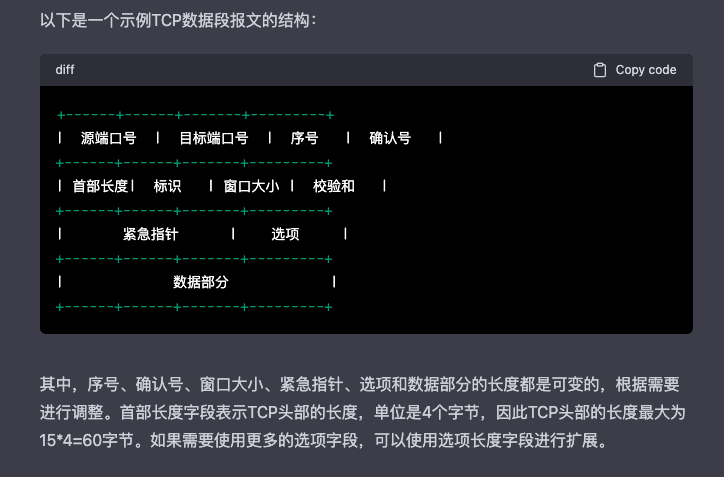 以下是一个示例TCP数据段报文的结构：
diff
Copy code
+------+------+-------+---------+
|  源端口号  |  目标端口号  |  序号   |  确认号   |
+------+------+-------+---------+
| 首部长度|  标识   | 窗口大小 |  校验和   |
+------+------+-------+---------+
|       紧急指针      |    选项     |
+------+------+-------+---------+
|             数据部分            |
+------+------+-------+---------+
其中，序号、确认号、窗口大小、紧急指针、选项和数据部分的长度都是可变的，根据需要
进行调整。首部长度字段表示TCP头部的长度，单位是4个字节，因此TCP头部的长度最大为
15*4=60字节。如果需要使用更多的选项字段，可以使用选项长度字段进行扩展。